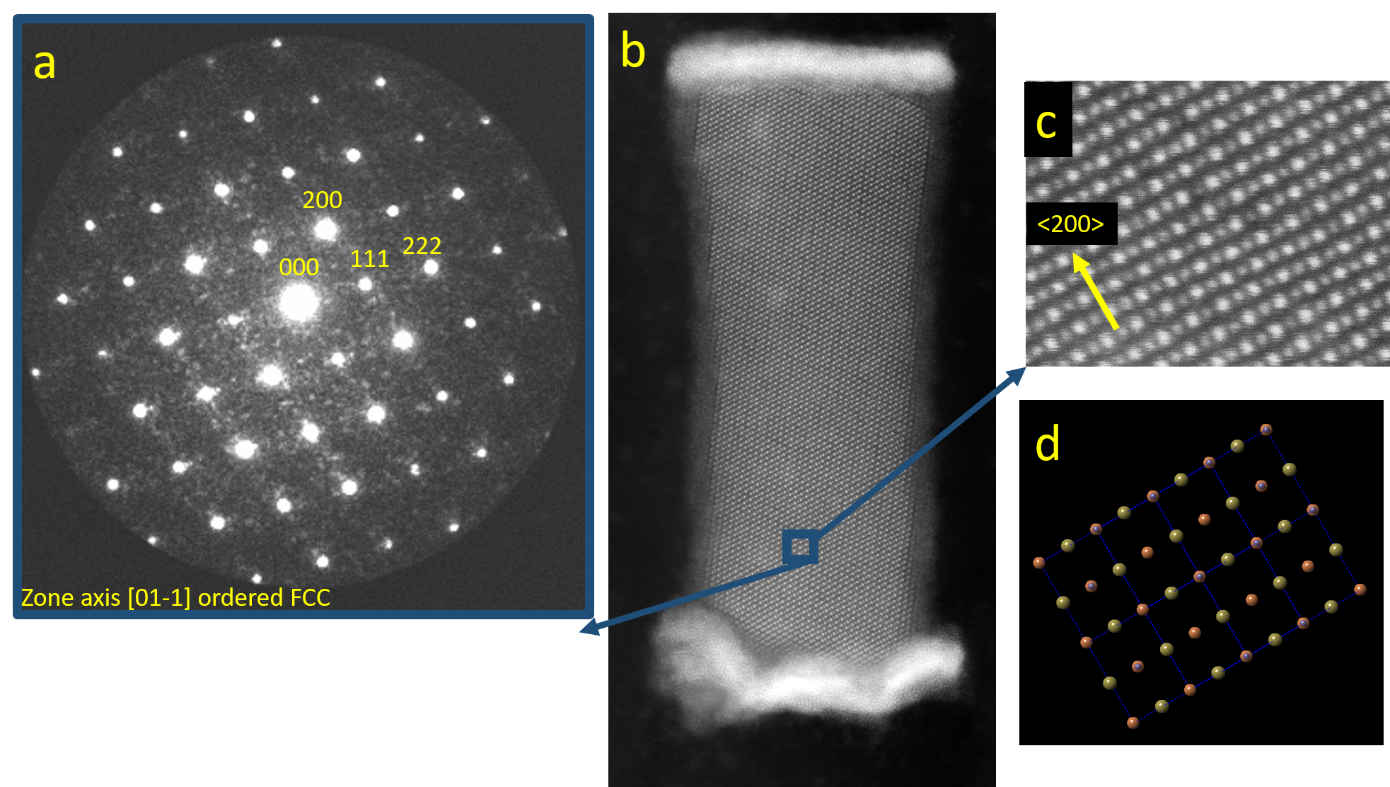 a
200
222
111
000
Zone axis [01-1] ordered FCC
b
c
<200>
d